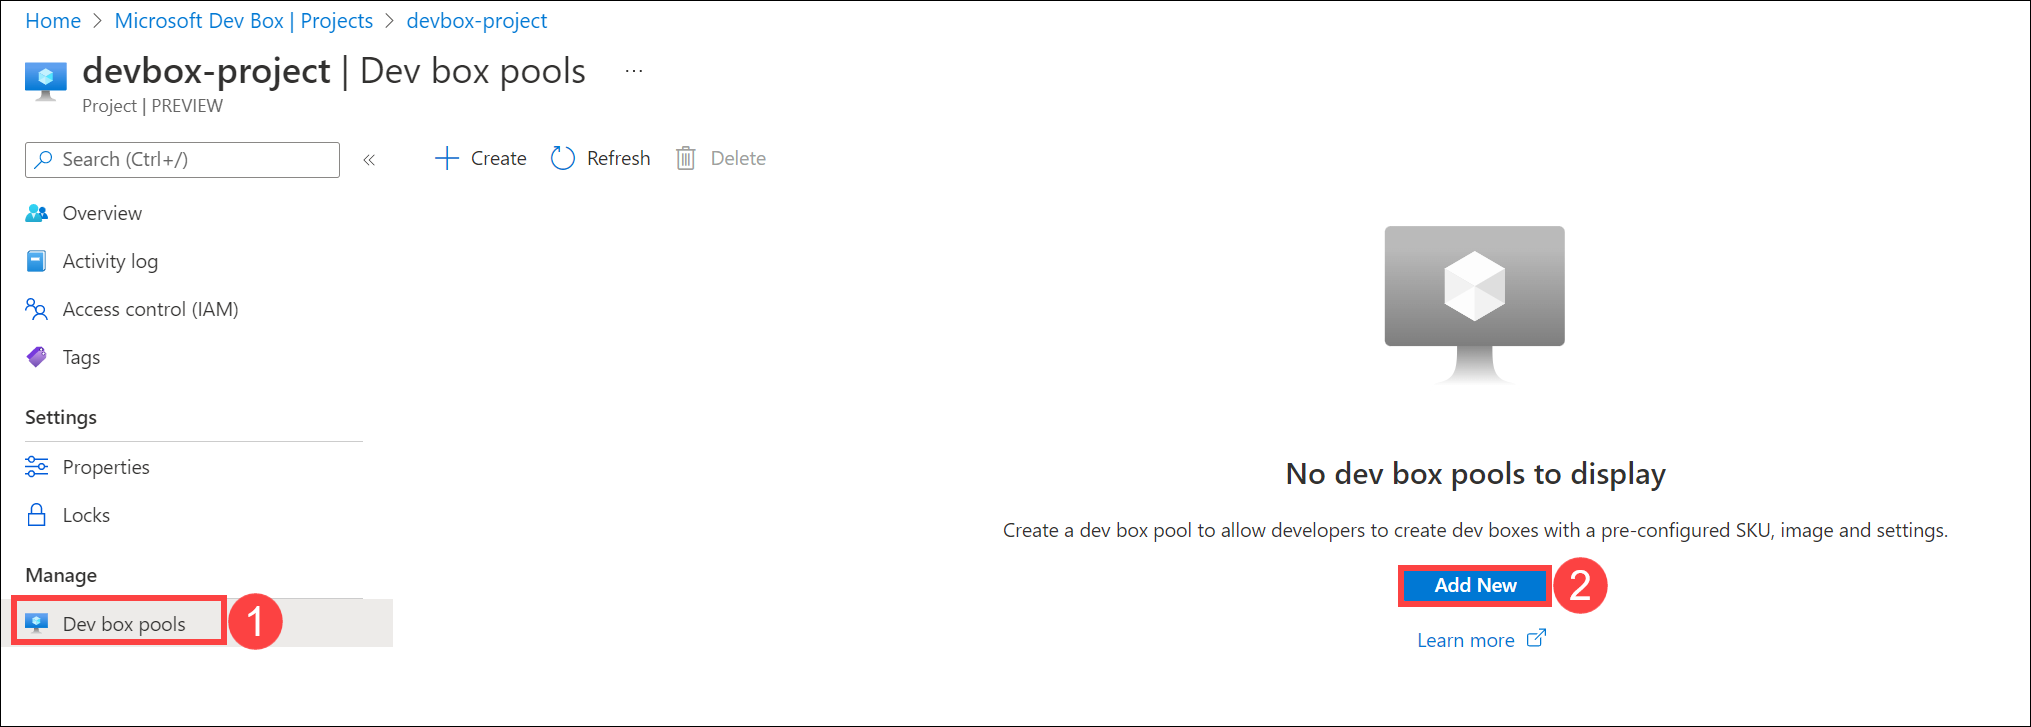 Home > Microsoft Dev Box | Projects > devbox-project
devbox-project | Dev box pools ...
Project | PREVIEW
Search (Ctrl+/) «
+ Create Refresh Delete
Overview
Activity log
Access control (IAM)
Tags
Settings
Properties
Locks
Manage
Dev box pools 1
No dev box pools to display
Create a dev box pool to allow developers to create dev boxes with a pre-configured SKU, image and settings.
Add New 2
Learn more